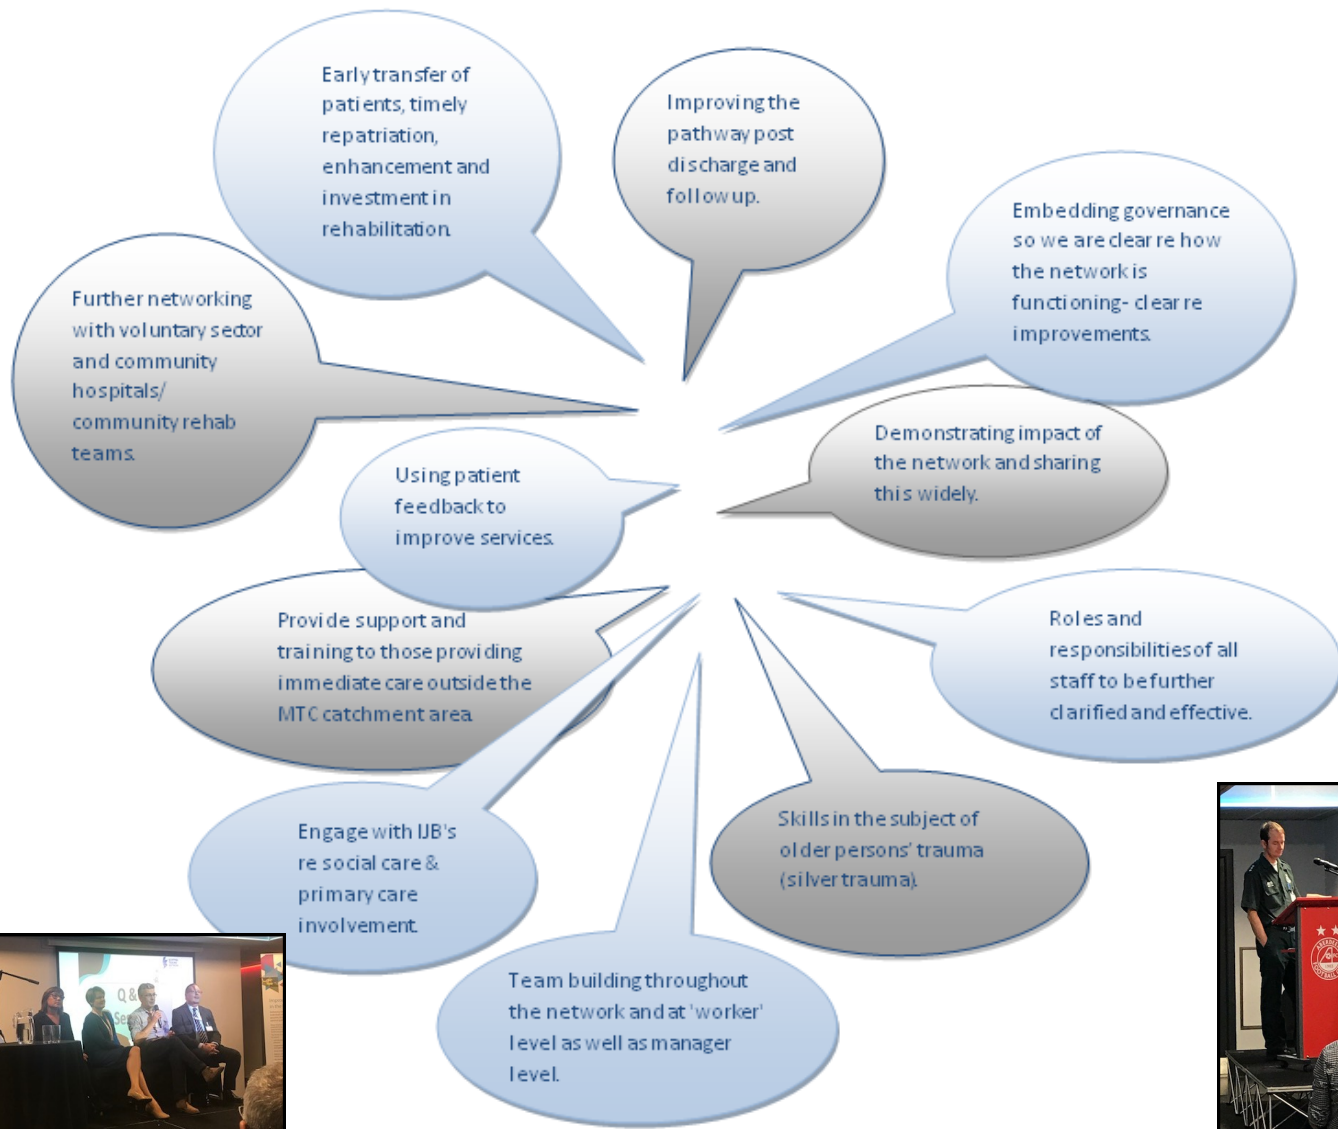 Early transfer of
patients, timely
repatriation,
enhancement and
investment in
rehabilitation.
Improving the
pathway post
discharge and
follow up.
Embedding governance
so we are clear re how
the network is
functioning- clear re
improvements.
Further networking
with voluntary sector
and community
hospitals/
community rehab
teams.
Demonstrating impact of
the network and sharing
this widely.
Using patient
feedback to
improve services.
Provide support and
training to those providing
immediate care outside the
MTC catchment area.
Roles and
responsibilities of all
staff to be further
clarified and effective.
Engage with IJB's
re social care &
primary care
involvement.
Skills in the subject of
older persons' trauma
(silver trauma).
Team building throughout
the network and at 'worker'
level as well as manager
level.
Q &